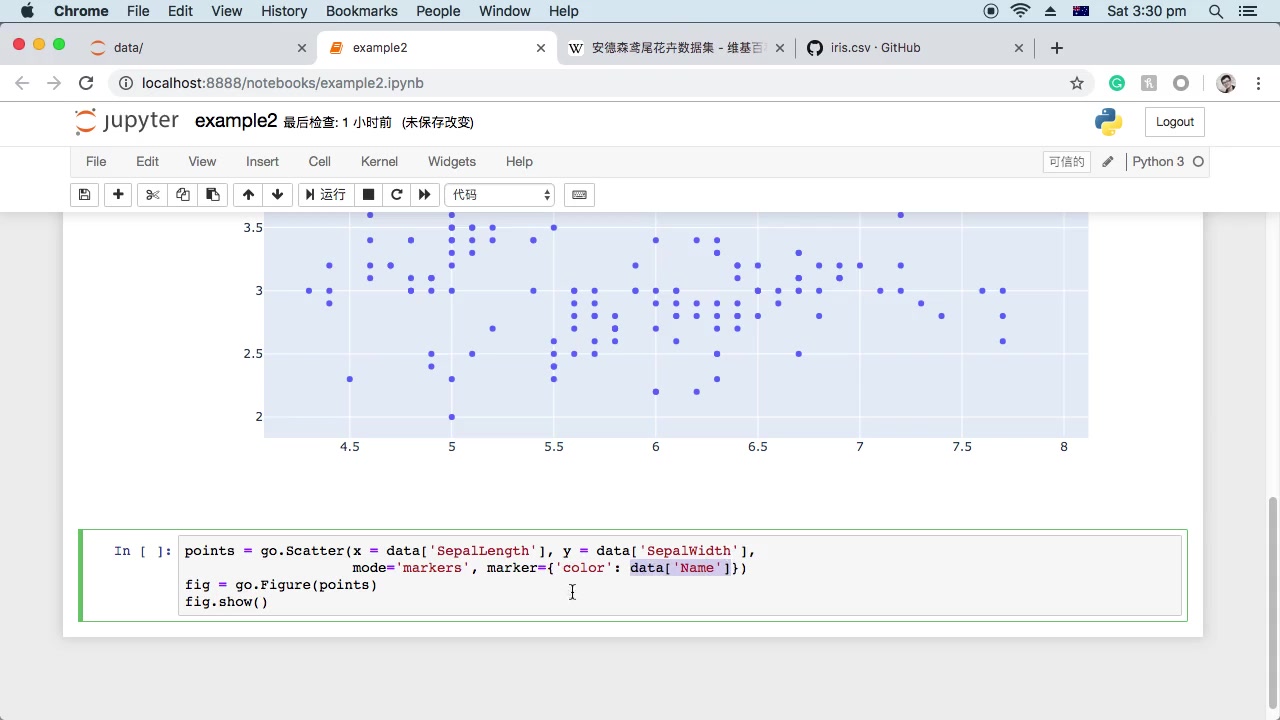 Chrome File Edit View History Bookmarks People Window Help Sat 3:30 pm
data/ example2 安德森鸢尾花卉数据集 - 维基百 iris.csv · GitHub
localhost:8888/notebooks/example2.ipynb
jupyter example2 最后检查: 1 小时前 (未保存改变) Logout
File Edit View Insert Cell Kernel Widgets Help 可信的 Python 3
运行 代码
3.5
3
2.5
2
4.5 5 5.5 6 6.5 7 7.5 8
In [ ]: points = go.Scatter(x = data['SepalLength'], y = data['SepalWidth'],
mode='markers', marker={'color': data['Name']})
fig = go.Figure(points)
fig.show()